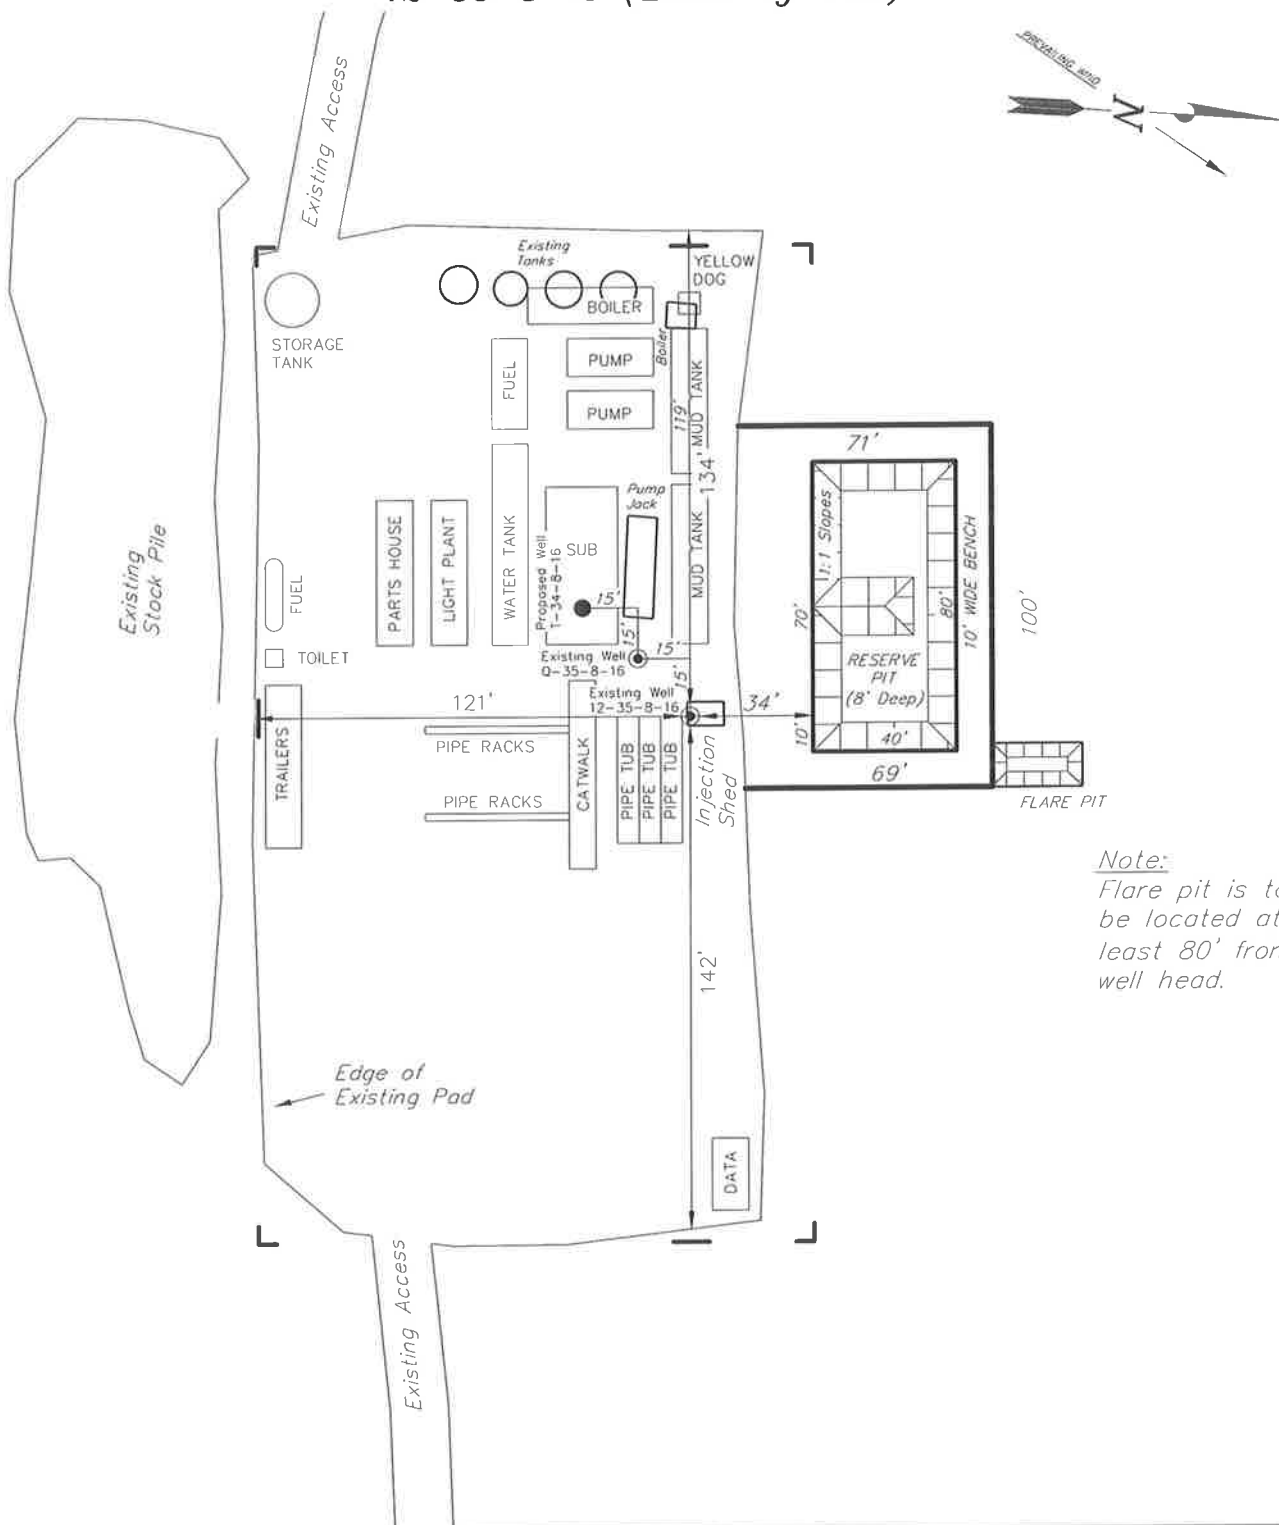 PREVAILING WIND
N
Existing Access
Existing
Tanks
YELLOW
DOG
BOILER
STORAGE
TANK
Boiler
FUEL
PUMP
PUMP
MUD TANK
119'
134'
71'
Existing
Stock Pile
PARTS HOUSE
LIGHT PLANT
WATER TANK
Proposed Well
T-34-8-16
SUB
Pump
Jack
MUD TANK
1:1 Slopes
10' WIDE BENCH
100'
80'
70'
FUEL
15'
15'
15'
15'
TOILET
Existing Well
Q-35-8-16
RESERVE
PIT
(8' Deep)
Existing Well
12-35-8-16
121'
34'
10'
40'
TRAILERS
PIPE RACKS
CATWALK
PIPE TUB
PIPE TUB
PIPE TUB
Injection
Shed
69'
PIPE RACKS
FLARE PIT
Note:
Flare pit is to
be located at
least 80' from
well head.
142'
Edge of
Existing Pad
DATA
Existing Access